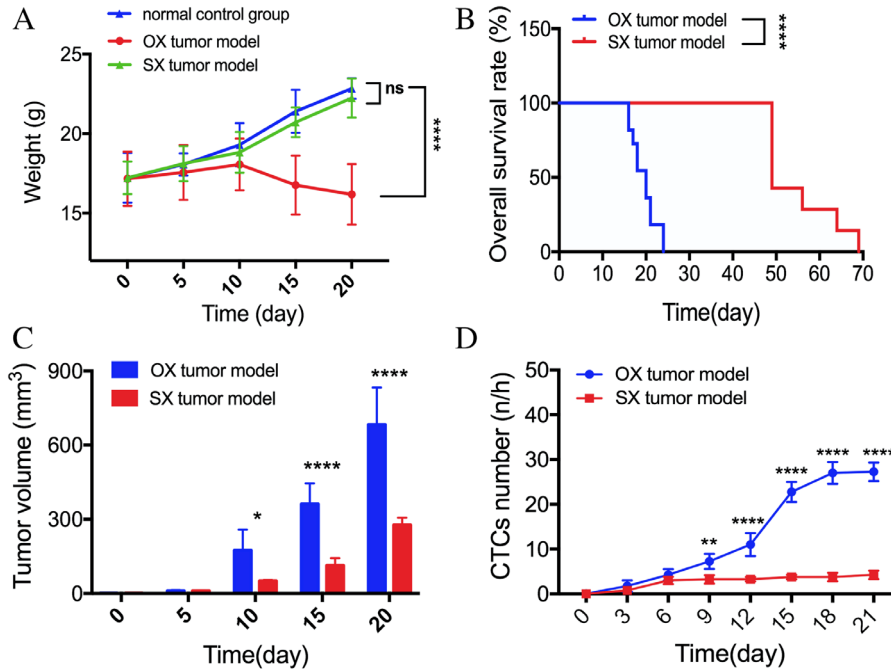 A
normal control group
OX tumor model
SX tumor model
Weight (g)
25
20
15
ns
****
0
5
10
15
20
Time (day)
B
OX tumor model
SX tumor model
****
Overall survival rate (%)
150
100
50
0
0 10 20 30 40 50 60 70
Time(day)
C
OX tumor model
SX tumor model
Tumor volume (mm³)
900
600
300
0
*
****
****
0
5
10
15
20
Time(day)
D
OX tumor model
SX tumor model
CTCs number (n/h)
50
40
30
20
10
0
**
****
****
****
****
0
3
6
9
12
15
18
21
Time(day)